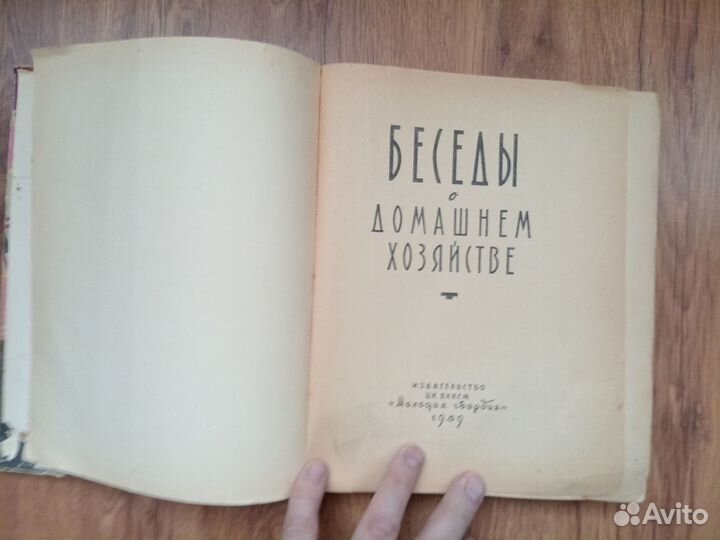 БЕСЕДЫ
о
ДОМАШНЕМ
ХОЗЯЙСТВЕ
ИЗДАТЕЛЬСТВО
ЦК ВЛКСМ
«Молодая гвардия»
1959
Avito